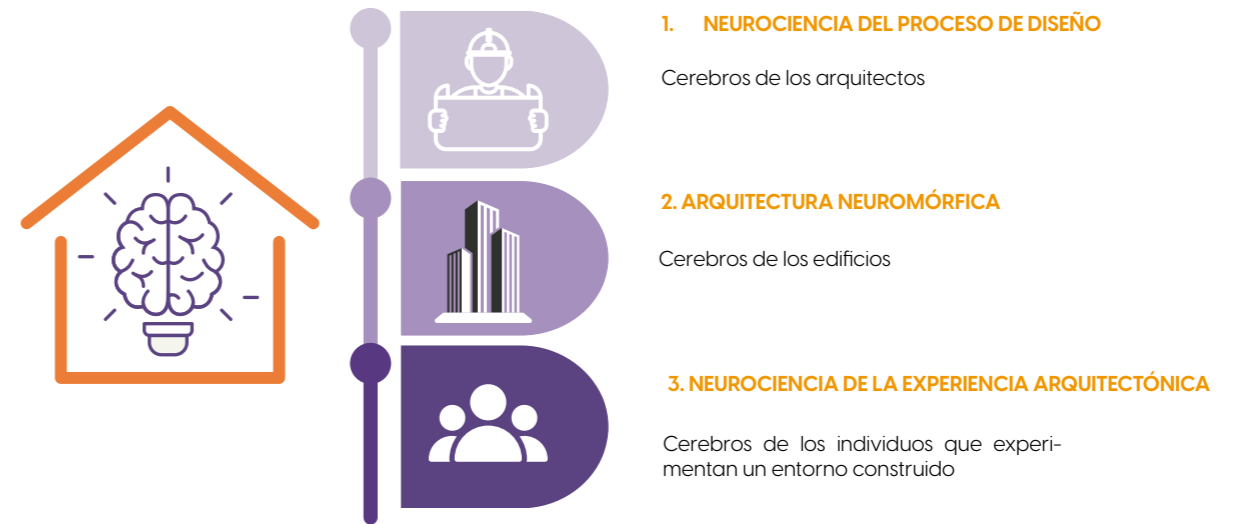 1. NEUROCIENCIA DEL PROCESO DE DISEÑO
Cerebros de los arquitectos
2. ARQUITECTURA NEUROMÓRFICA
Cerebros de los edificios
3. NEUROCIENCIA DE LA EXPERIENCIA ARQUITECTÓNICA
Cerebros de los individuos que experi-
mentan un entorno construido